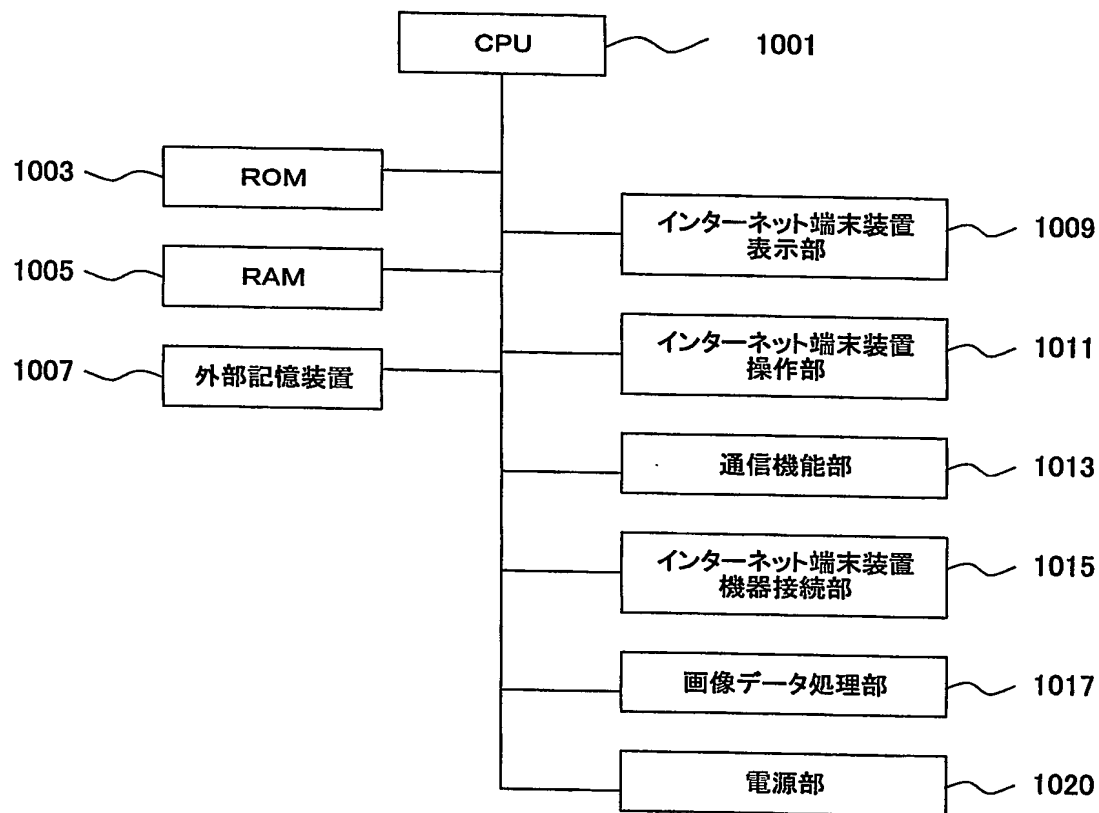 CPU
1001
1003
ROM
インターネット端末装置
表示部
1009
1005
RAM
インターネット端末装置
操作部
1011
1007
外部記憶装置
通信機能部
1013
インターネット端末装置
機器接続部
1015
画像データ処理部
1017
電源部
1020